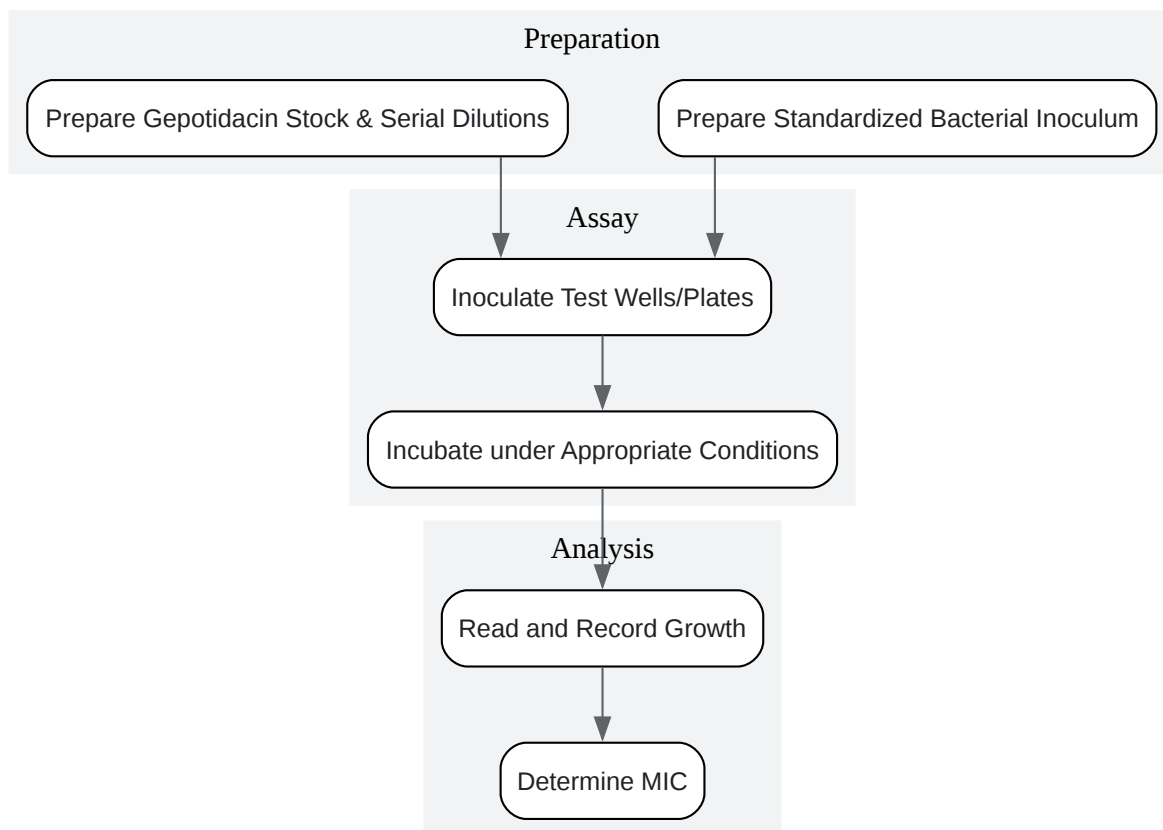 Preparation
Prepare Gepotidacin Stock & Serial Dilutions
Prepare Standardized Bacterial Inoculum
Assay
Inoculate Test Wells/Plates
Incubate under Appropriate Conditions
Analysis
Read and Record Growth
Determine MIC